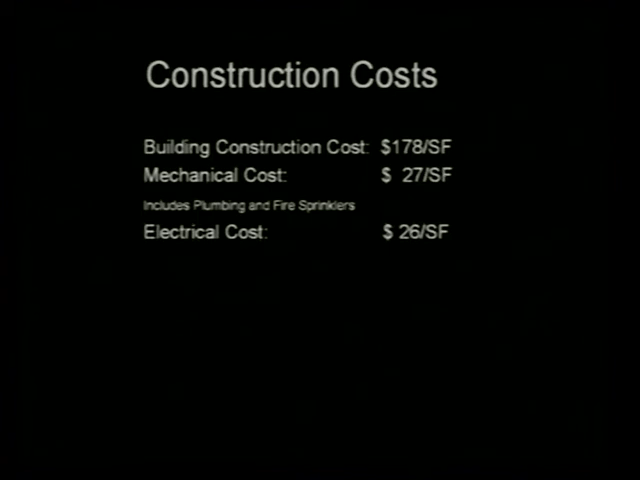 Construction Costs
Building Construction Cost: $178/SF
Mechanical Cost: $ 27/SF
Includes Plumbing and Fire Sprinklers
Electrical Cost: $ 26/SF